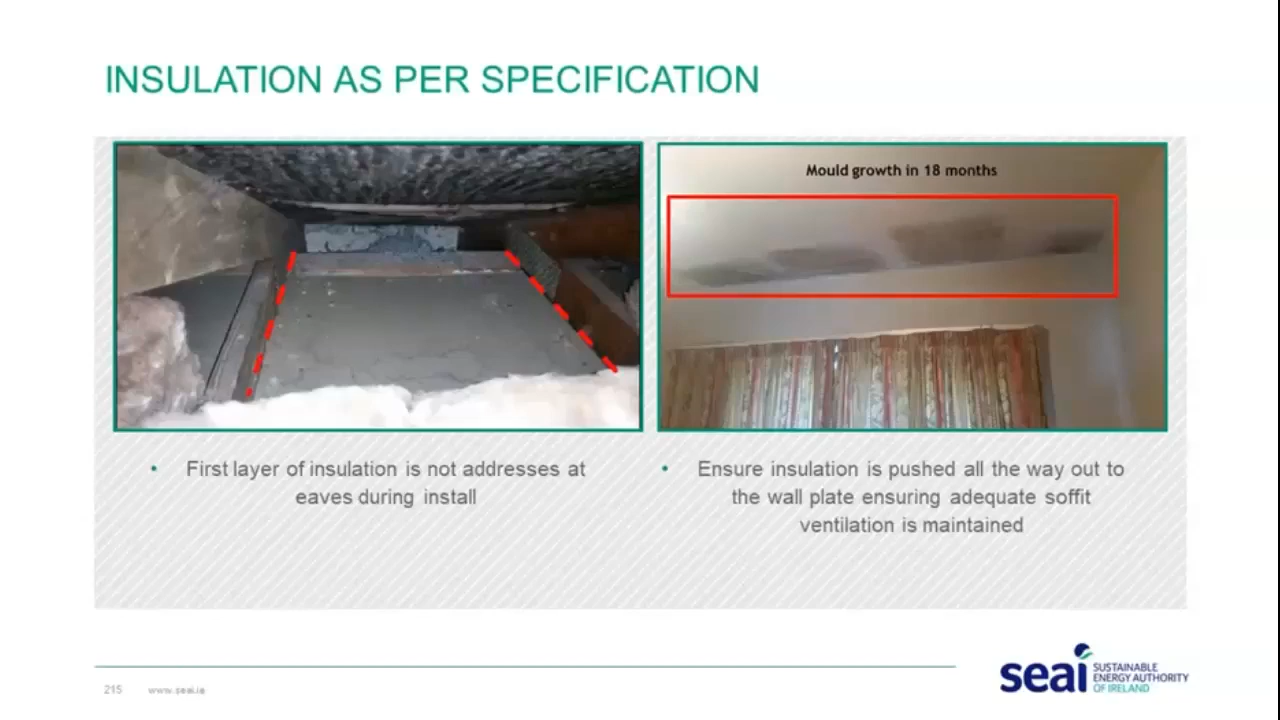 INSULATION AS PER SPECIFICATION
Mould growth in 18 months
• First layer of insulation is not addresses at
eaves during install
• Ensure insulation is pushed all the way out to
the wall plate ensuring adequate soffit
ventilation is maintained
215 www.seai.ie
seai SUSTAINABLE
ENERGY AUTHORITY
OF IRELAND